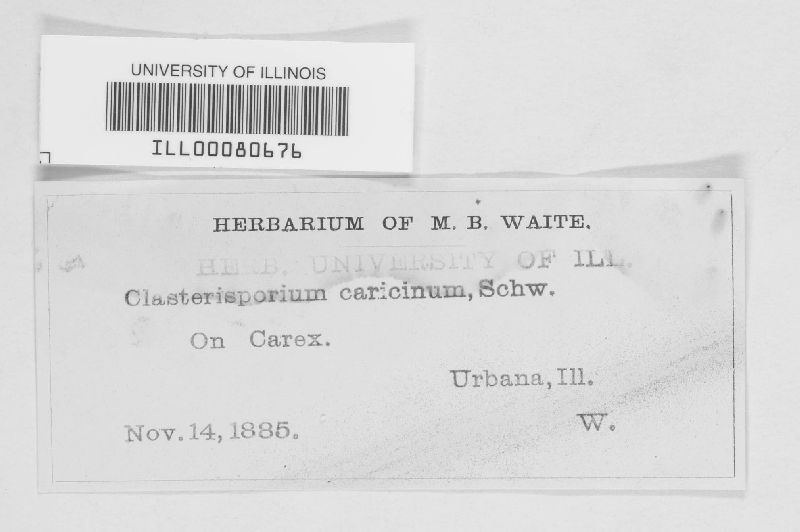 UNIVERSITY OF ILLINOIS
ILL00080676
HERBARIUM OF M. B. WAITE.
HERB. UNIVERSITY OF ILL.
Clasterisporium caricinum, Schw.
On Carex.
Urbana, Ill.
Nov. 14, 1885.
W.